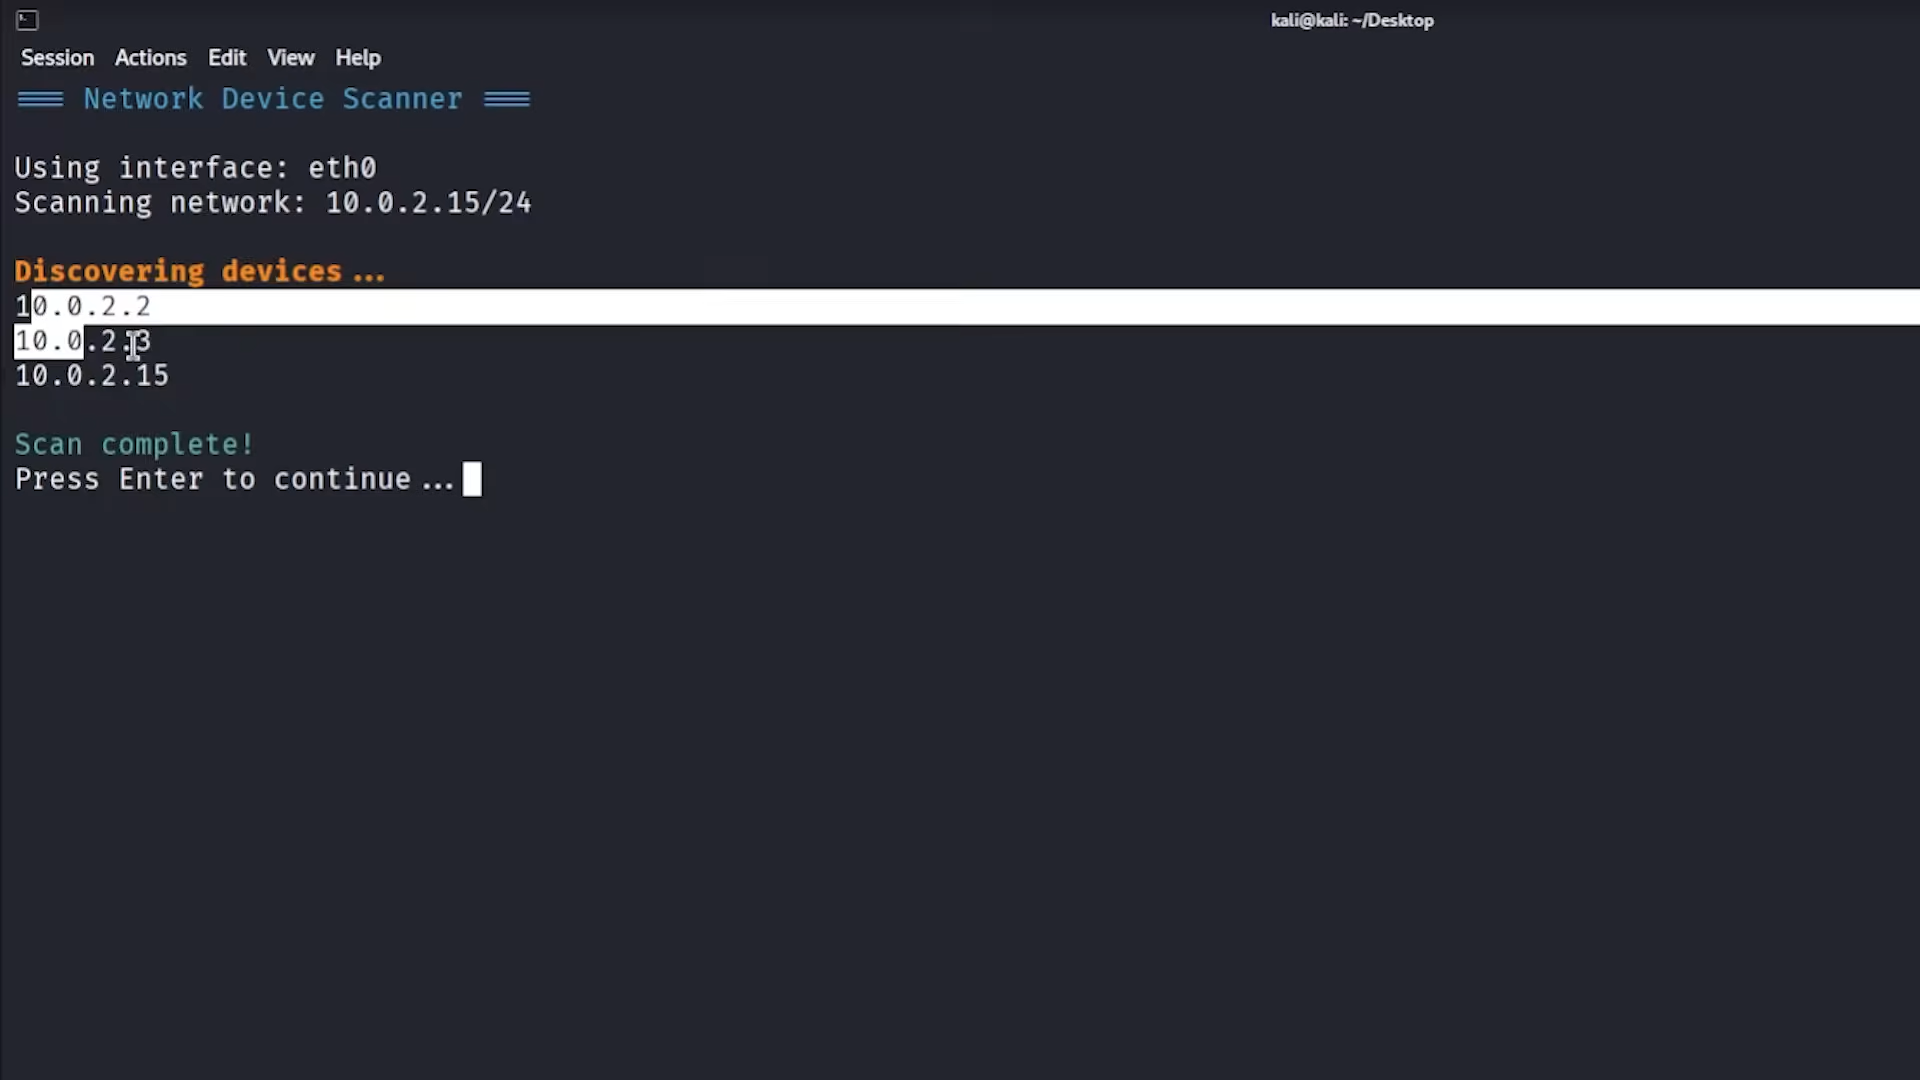 kali@kali: ~/Desktop
Session Actions Edit View Help
=== Network Device Scanner ===
Using interface: eth0
Scanning network: 10.0.2.15/24
Discovering devices...
10.0.2.2
10.0.2.3
10.0.2.15
Scan complete!
Press Enter to continue...